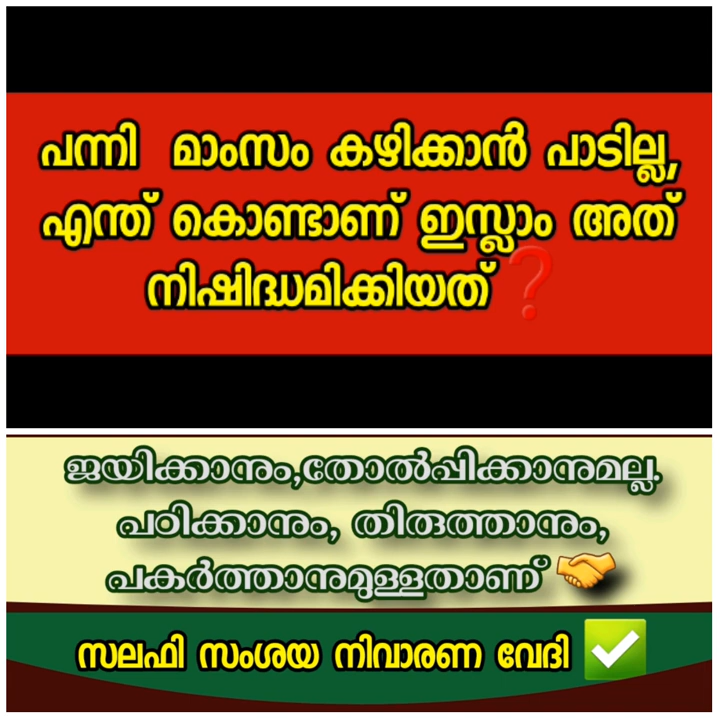 പന്നി മാംസം കഴിക്കാൻ പാടില്ല,
എന്ത് കൊണ്ടാണ് ഇസ്ലാം അത്
നിഷിദ്ധമിക്കിയത്❓
ജയിക്കാനും,തോൽപ്പിക്കാനുമല്ല.
പഠിക്കാനും, തിരുത്താനും,
പകർത്താനുമുള്ളതാണ് 🤝
സലഫി സംശയ നിവാരണ വേദി ✅